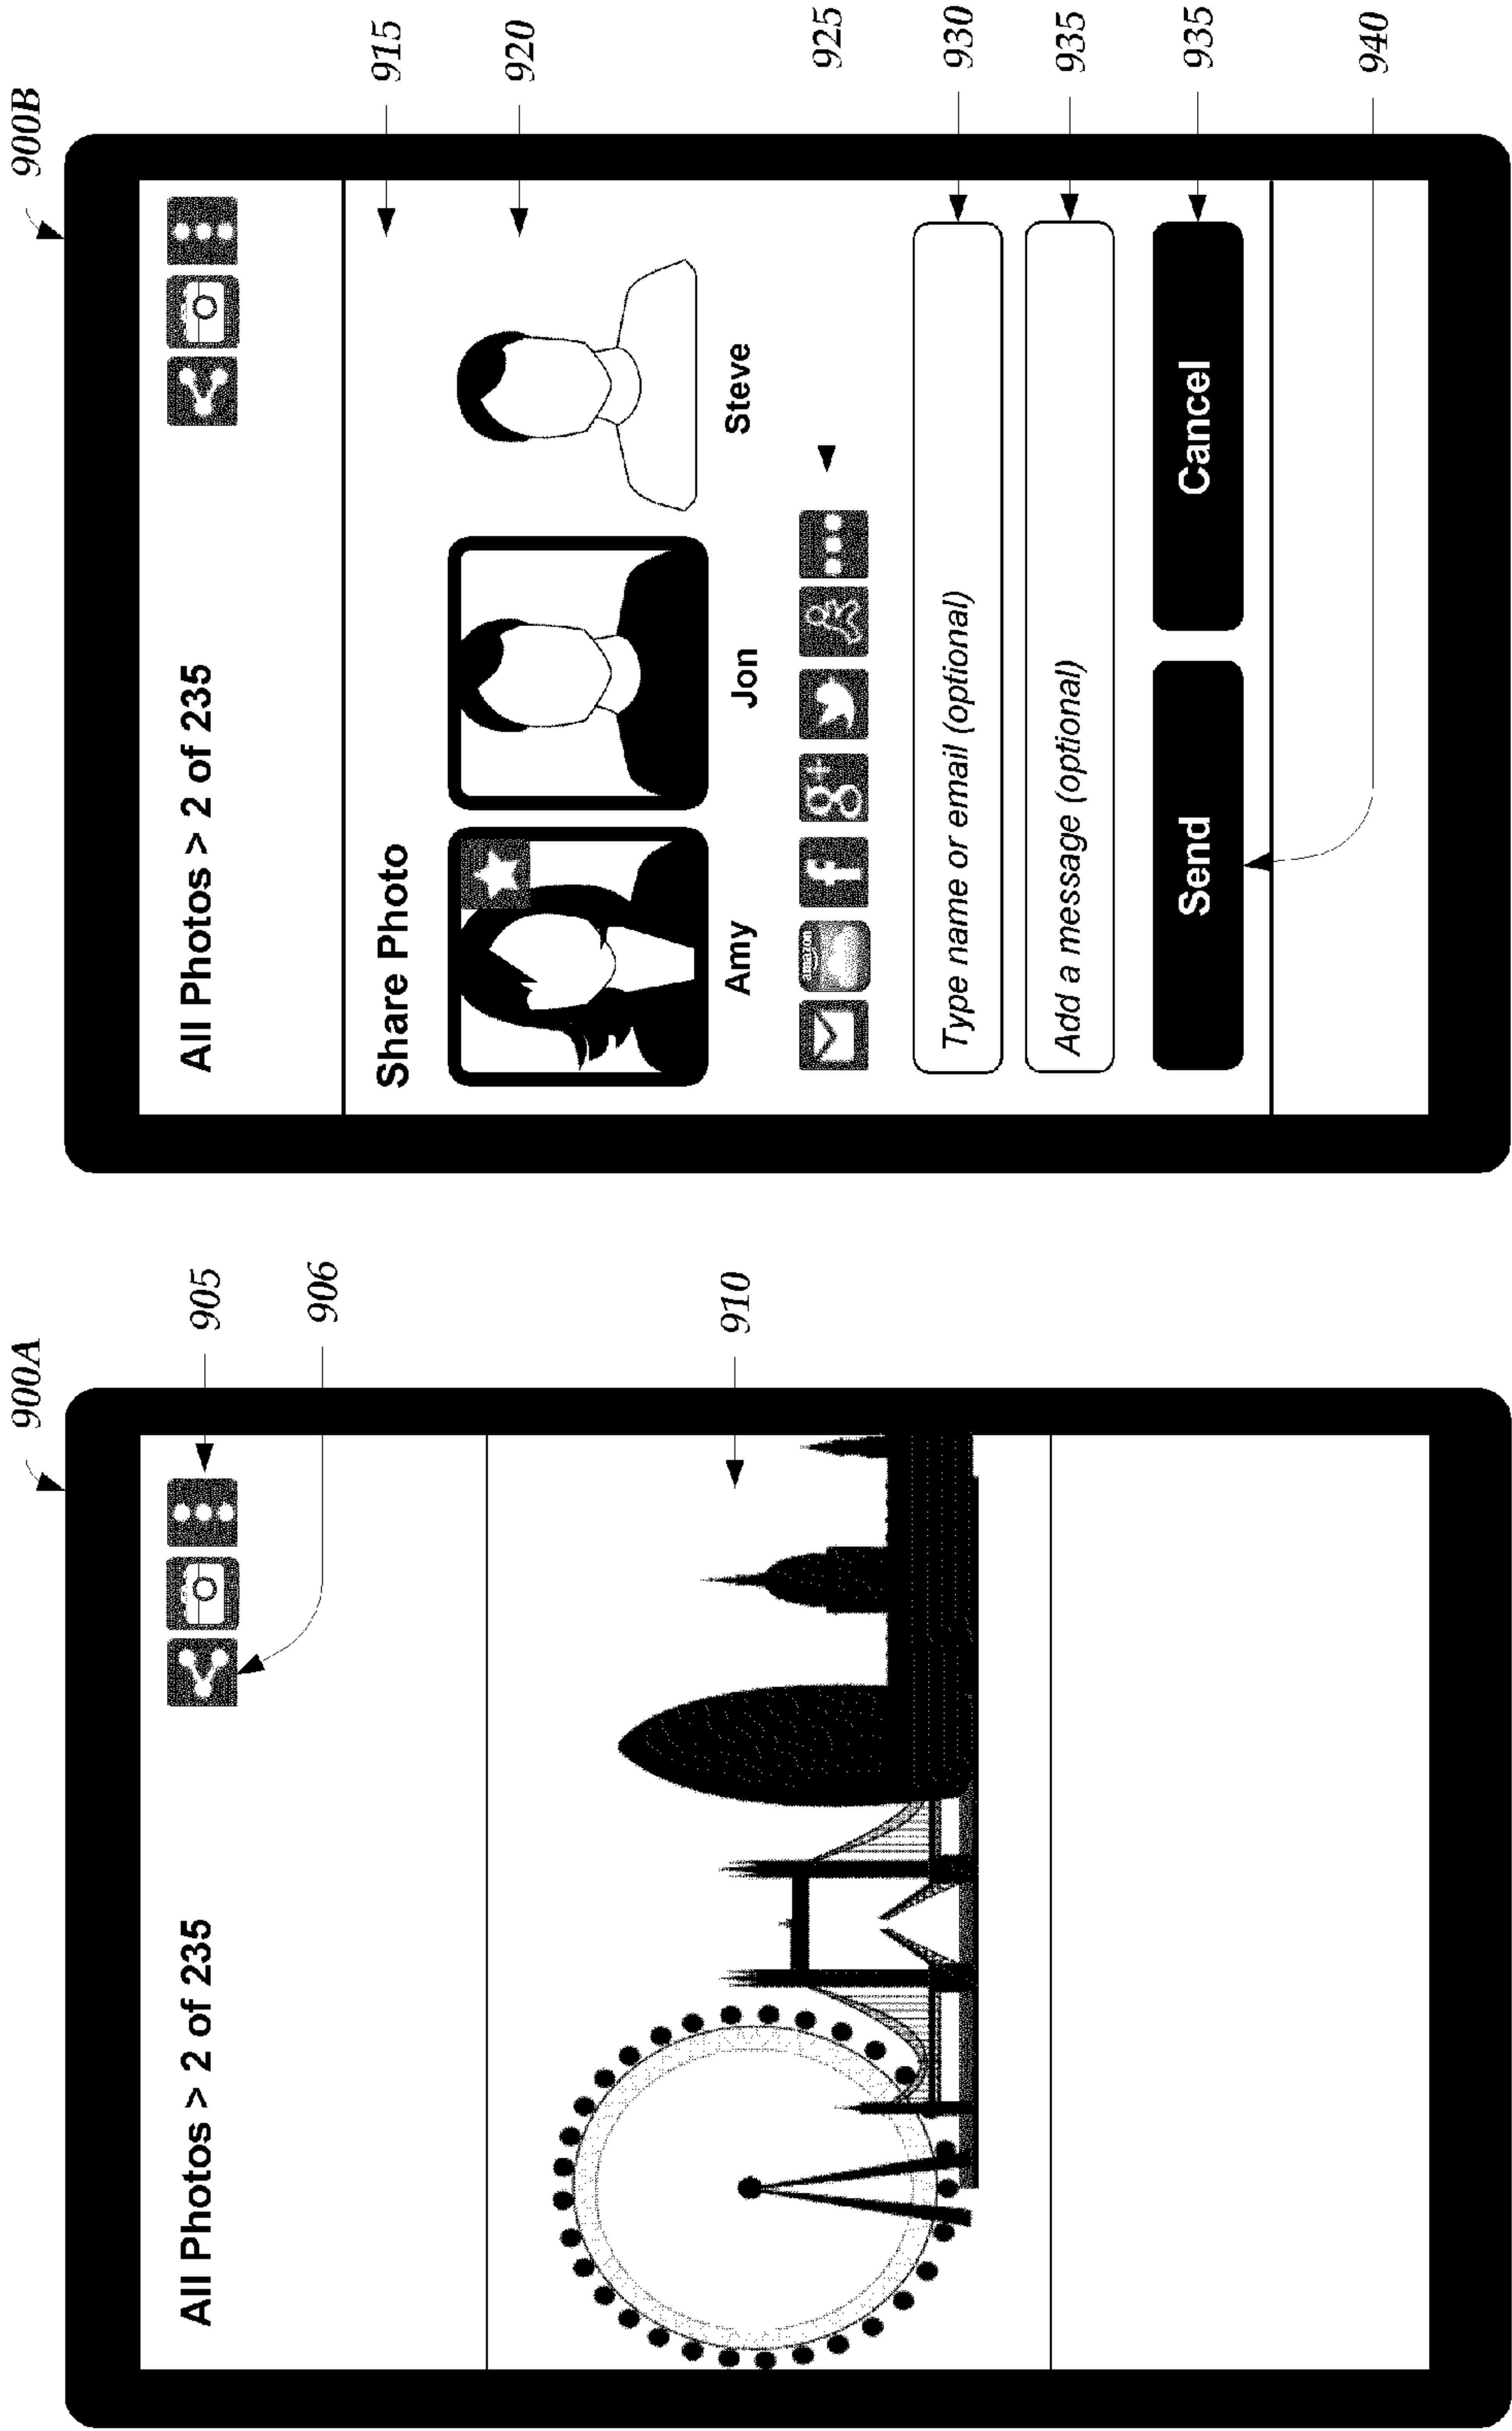 900A
All Photos > 2 of 235
905
906
910
900B
All Photos > 2 of 235
Share Photo
915
920
Amy
Jon
Steve
amazon
f
g+
925
Type name or email (optional)
930
Add a message (optional)
935
Send
Cancel
935
940